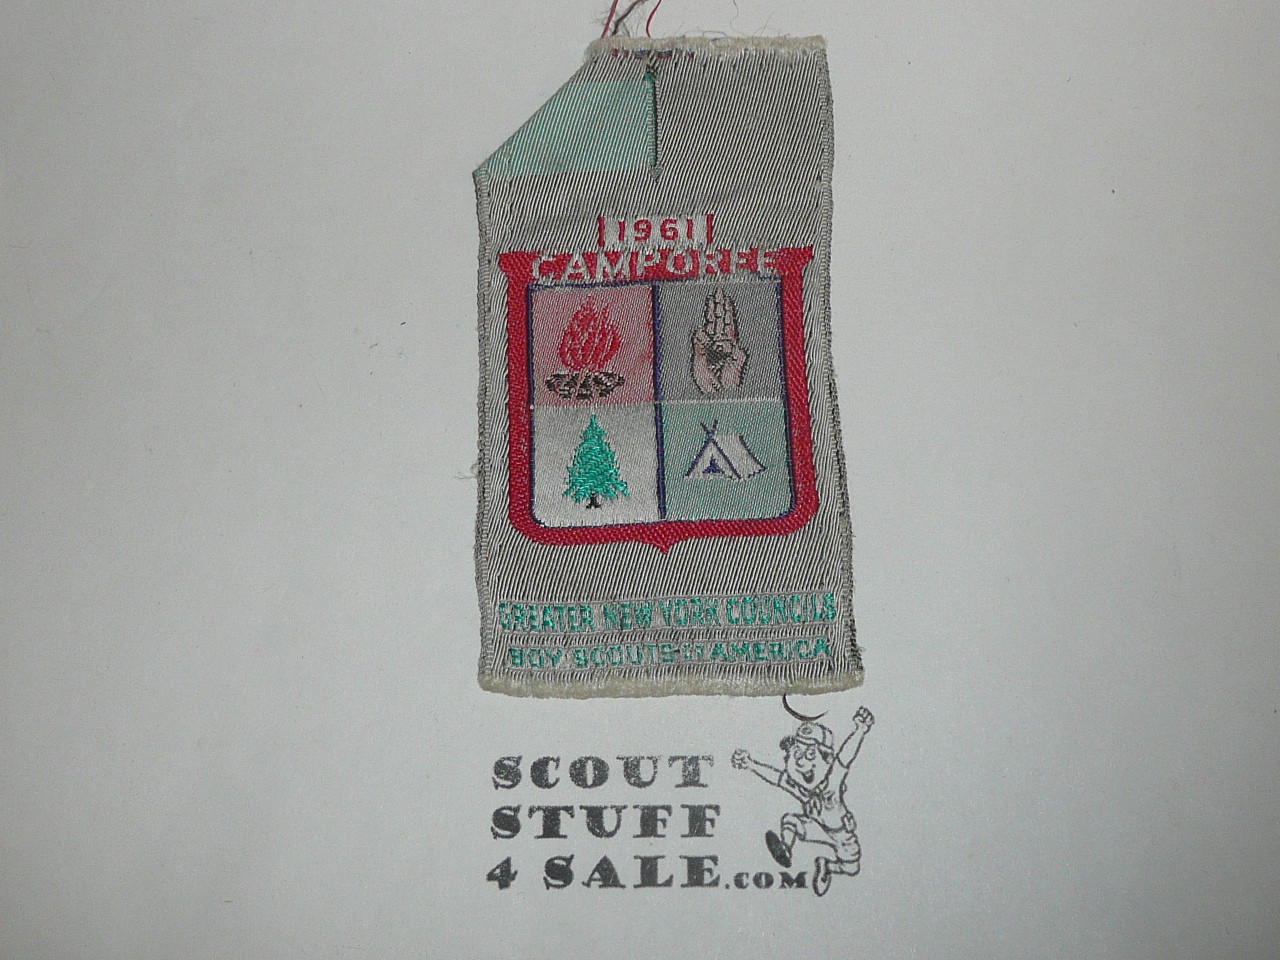 1961
CAMPOREE
GREATER NEW YORK COUNCILS
BOY SCOUTS OF AMERICA
SCOUT
STUFF
4 SALE.COM